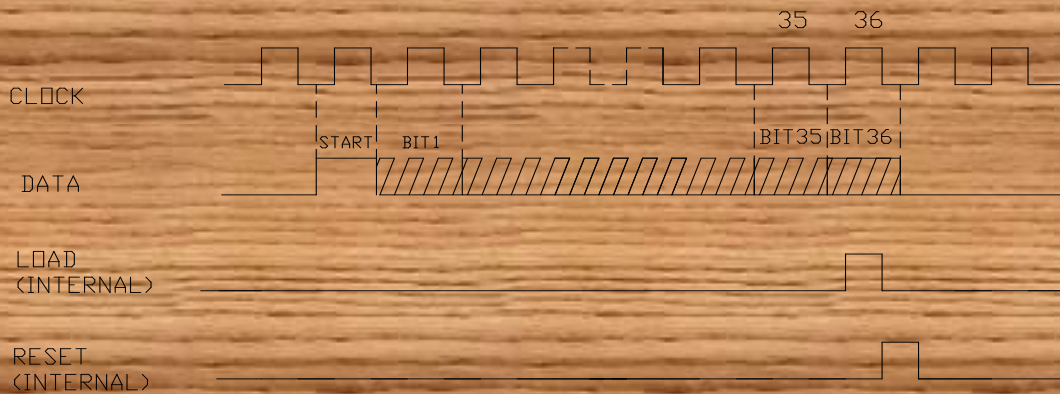 35 36
CLOCK
START BIT1 BIT35 BIT36
DATA
LOAD
(INTERNAL)
RESET
(INTERNAL)